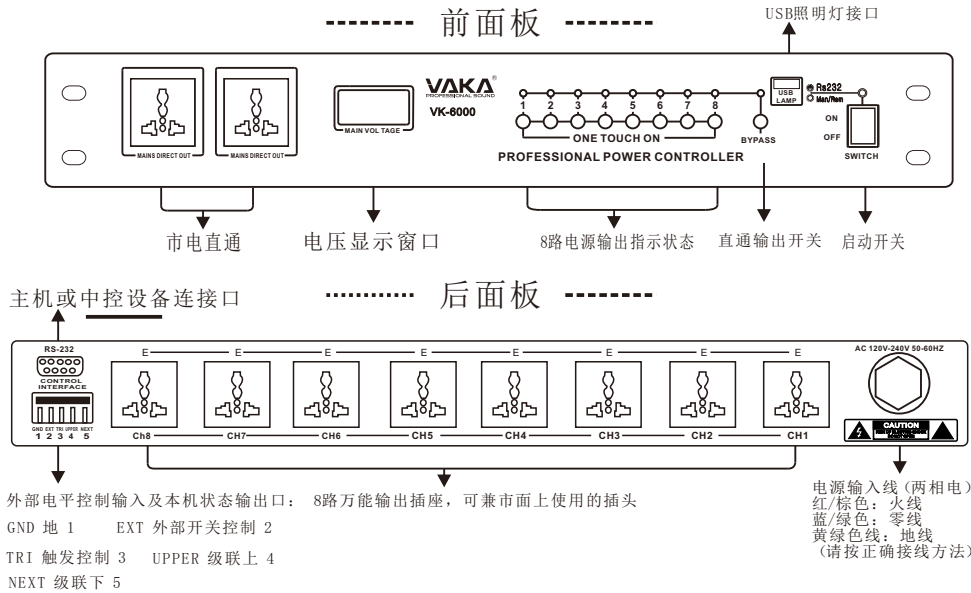 前面板
USB照明灯接口
VAKA®
PROFESSIONAL SOUND
VK-6000
MAINS DIRECT OUT
MAINS DIRECT OUT
MAIN VOL TAGE
1 2 3 4 5 6 7 8
ONE TOUCH ON
BYPASS
PROFESSIONAL POWER CONTROLLER
USB
LAMP
Rs232
Man/Rem
ON
OFF
SWITCH
市电直通
电压显示窗口
8路电源输出指示状态
直通输出开关
启动开关
后面板
主机或中控设备连接口
RS-232
CONTROL
INTERFACE
GND EXT TRI UPPER NEXT
1 2 3 4 5
E E E E E E E E
Ch8 CH7 CH6 CH5 CH4 CH3 CH2 CH1
AC 120V-240V 50-60HZ
CAUTION
外部电平控制输入及本机状态输出口：
GND 地 1 EXT 外部开关控制 2
TRI 触发控制 3 UPPER 级联上 4
NEXT 级联下 5
8路万能输出插座，可兼市面上使用的插头
电源输入线(两相电)
红/棕色：火线
蓝/绿色：零线
黄绿色线：地线
(请按正确接线方法)